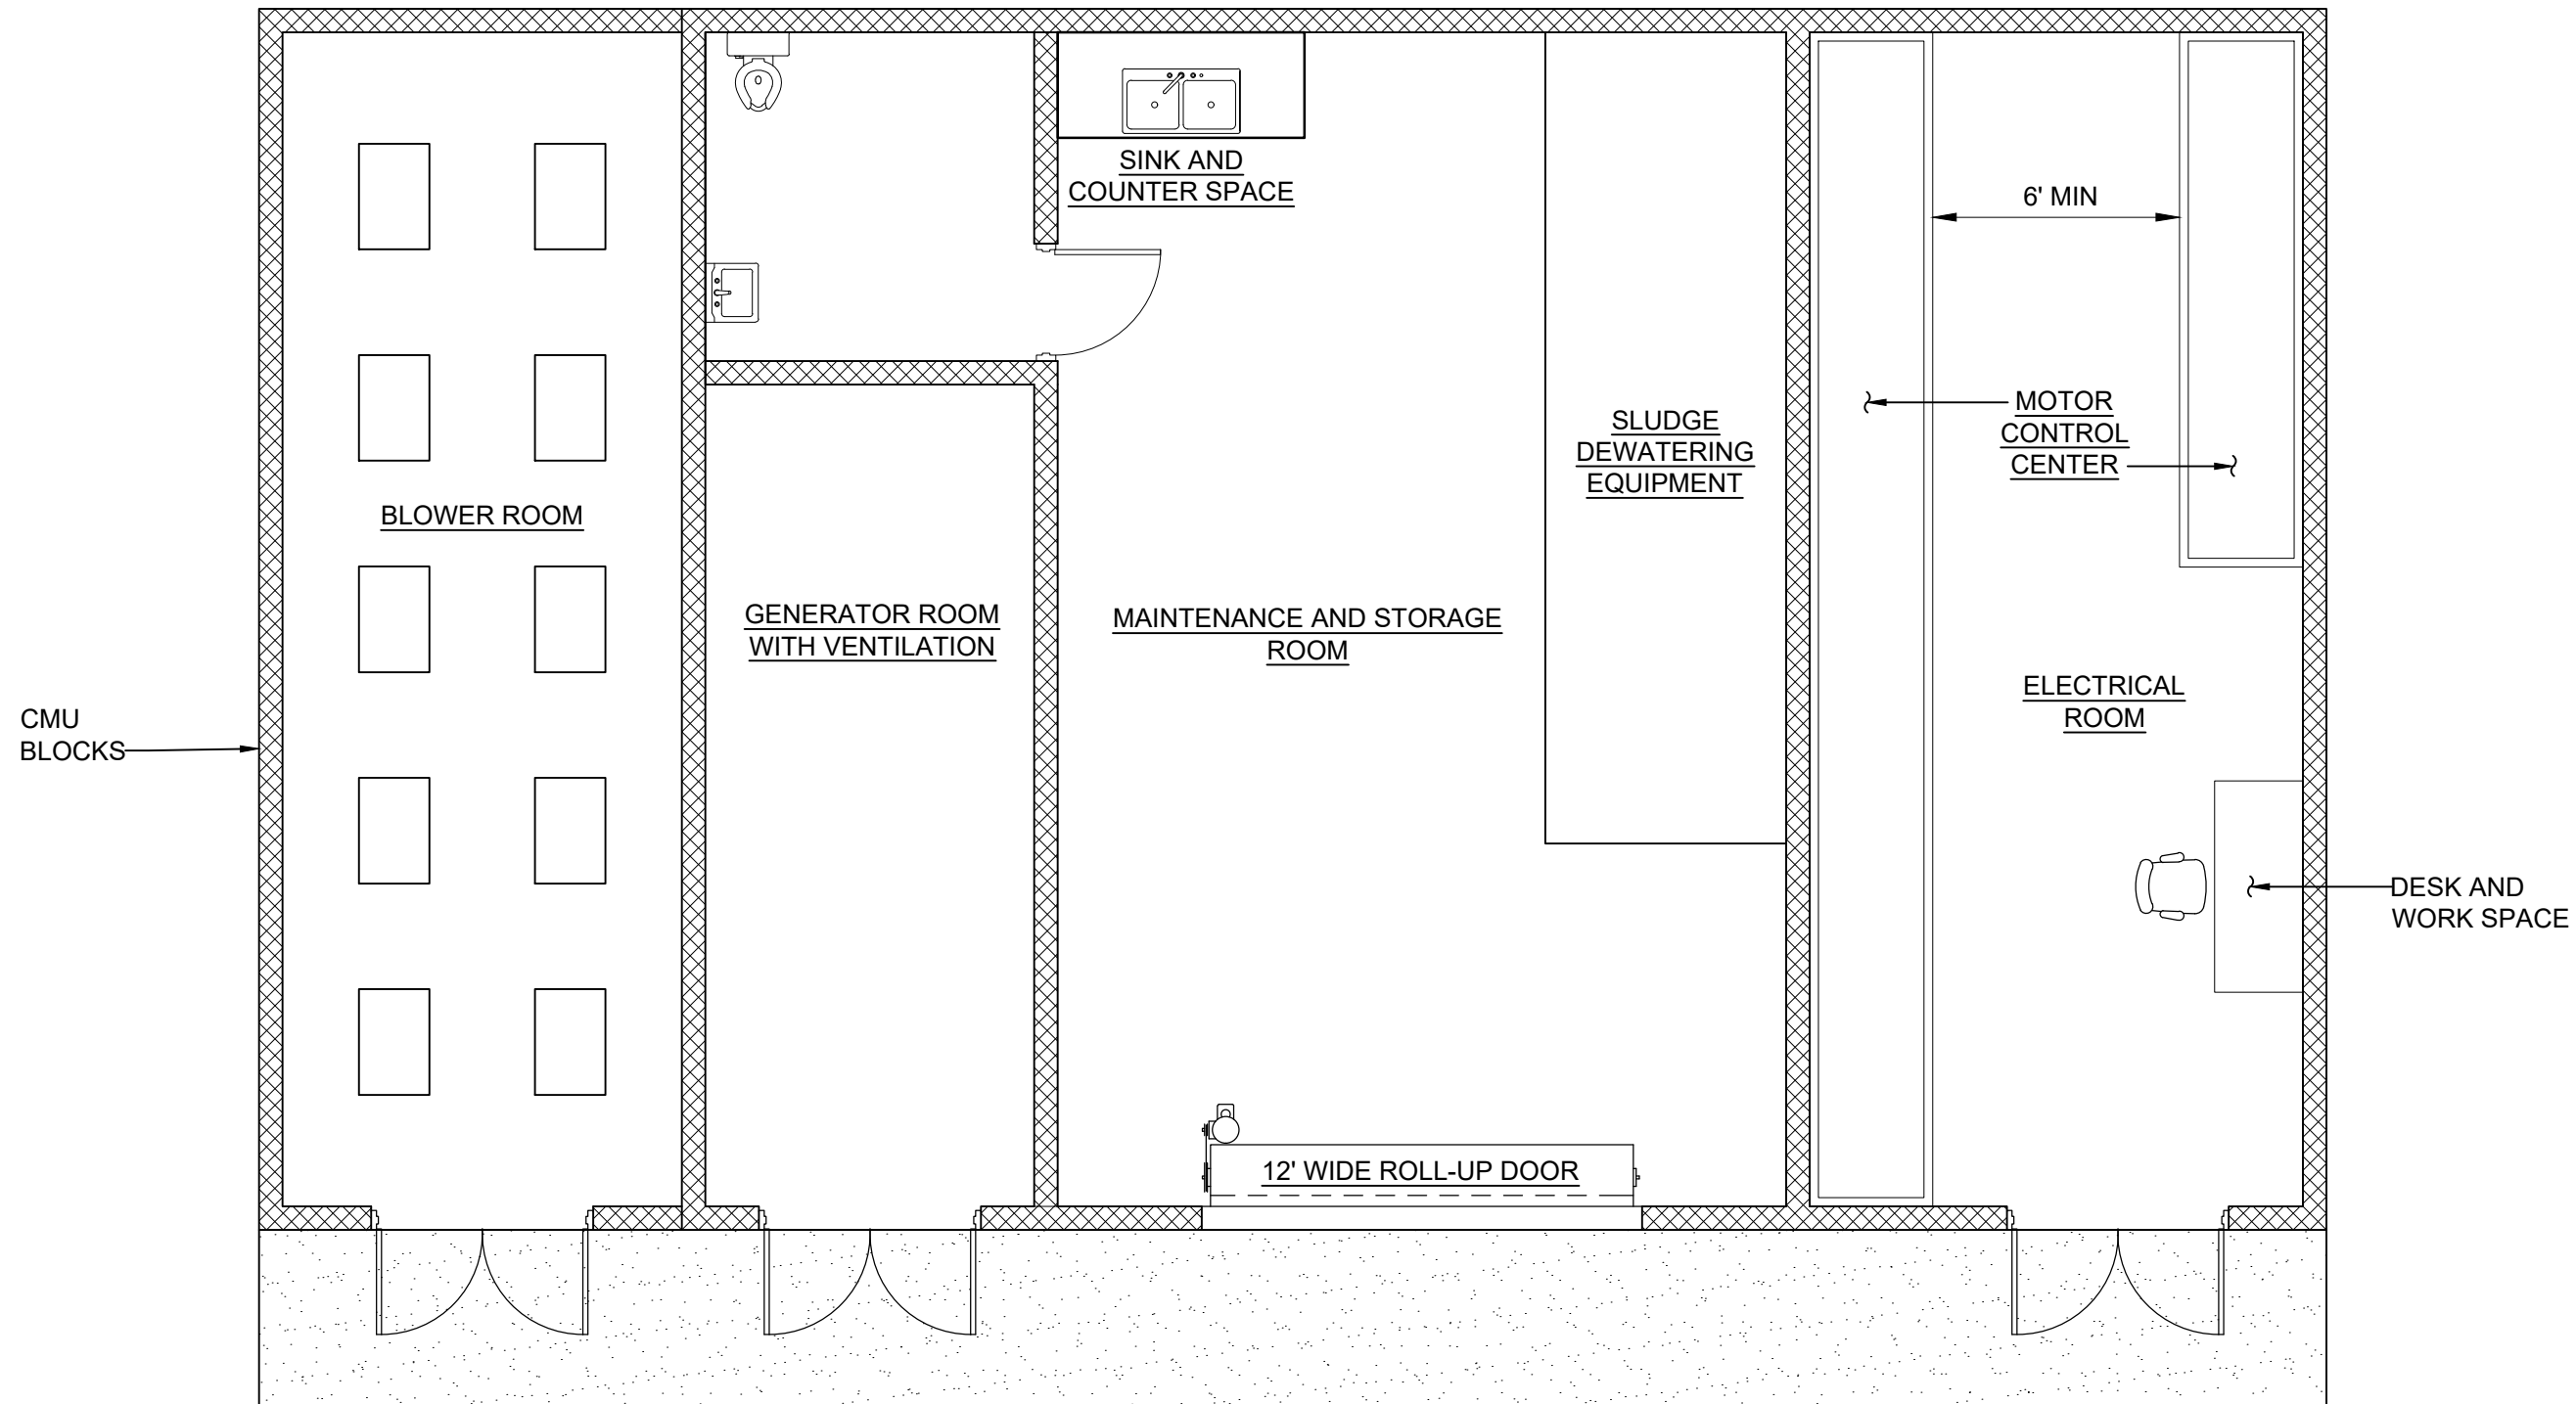 SINK AND
COUNTER SPACE
6' MIN
MOTOR
CONTROL
CENTER
SLUDGE
DEWATERING
EQUIPMENT
BLOWER ROOM
GENERATOR ROOM
WITH VENTILATION
MAINTENANCE AND STORAGE
ROOM
ELECTRICAL
ROOM
CMU
BLOCKS
DESK AND
WORK SPACE
12' WIDE ROLL-UP DOOR